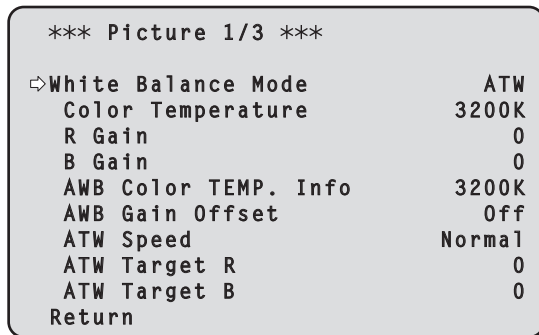 *** Picture 1/3 ***
⇨White Balance Mode ATW
Color Temperature 3200K
R Gain 0
B Gain 0
AWB Color TEMP. Info 3200K
AWB Gain Offset Off
ATW Speed Normal
ATW Target R 0
ATW Target B 0
Return